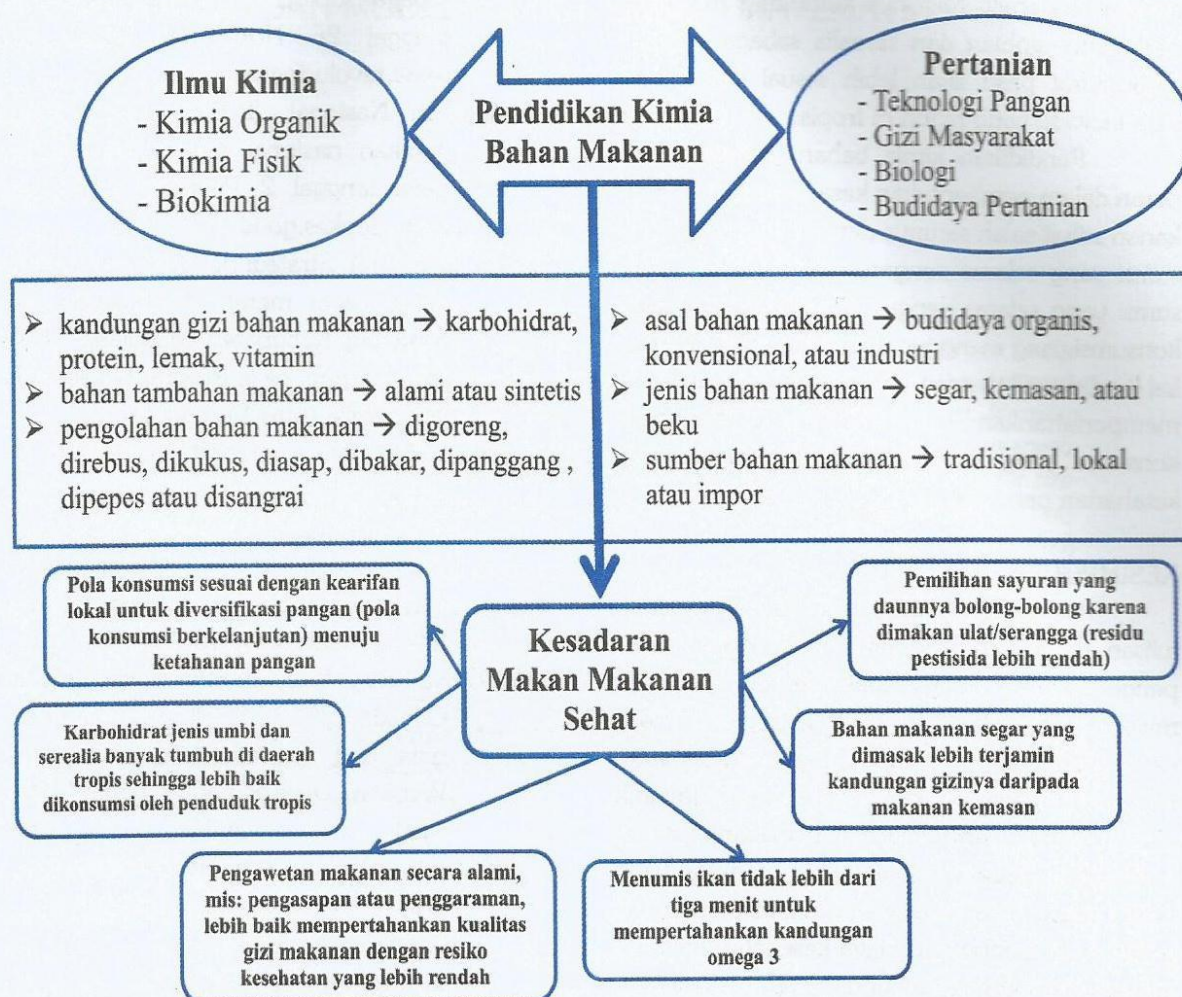 Ilmu Kimia
- Kimia Organik
- Kimia Fisik
- Biokimia
Pendidikan Kimia
Bahan Makanan
Pertanian
- Teknologi Pangan
- Gizi Masyarakat
- Biologi
- Budidaya Pertanian
➢ kandungan gizi bahan makanan → karbohidrat,
protein, lemak, vitamin
➢ bahan tambahan makanan → alami atau sintetis
➢ pengolahan bahan makanan → digoreng,
direbus, dikukus, diasap, dibakar, dipanggang ,
dipepes atau disangrai
➢ asal bahan makanan → budidaya organis,
konvensional, atau industri
➢ jenis bahan makanan → segar, kemasan, atau
beku
➢ sumber bahan makanan → tradisional, lokal
atau impor
Kesadaran
Makan Makanan
Sehat
Pola konsumsi sesuai dengan kearifan
lokal untuk diversifikasi pangan (pola
konsumsi berkelanjutan) menuju
ketahanan pangan
Karbohidrat jenis umbi dan
serealia banyak tumbuh di daerah
tropis sehingga lebih baik
dikonsumsi oleh penduduk tropis
Pengawetan makanan secara alami,
mis: pengasapan atau penggaraman,
lebih baik mempertahankan kualitas
gizi makanan dengan resiko
kesehatan yang lebih rendah
Menumis ikan tidak lebih dari
tiga menit untuk
mempertahankan kandungan
omega 3
Pemilihan sayuran yang
daunnya bolong-bolong karena
dimakan ulat/serangga (residu
pestisida lebih rendah)
Bahan makanan segar yang
dimasak lebih terjamin
kandungan gizinya daripada
makanan kemasan